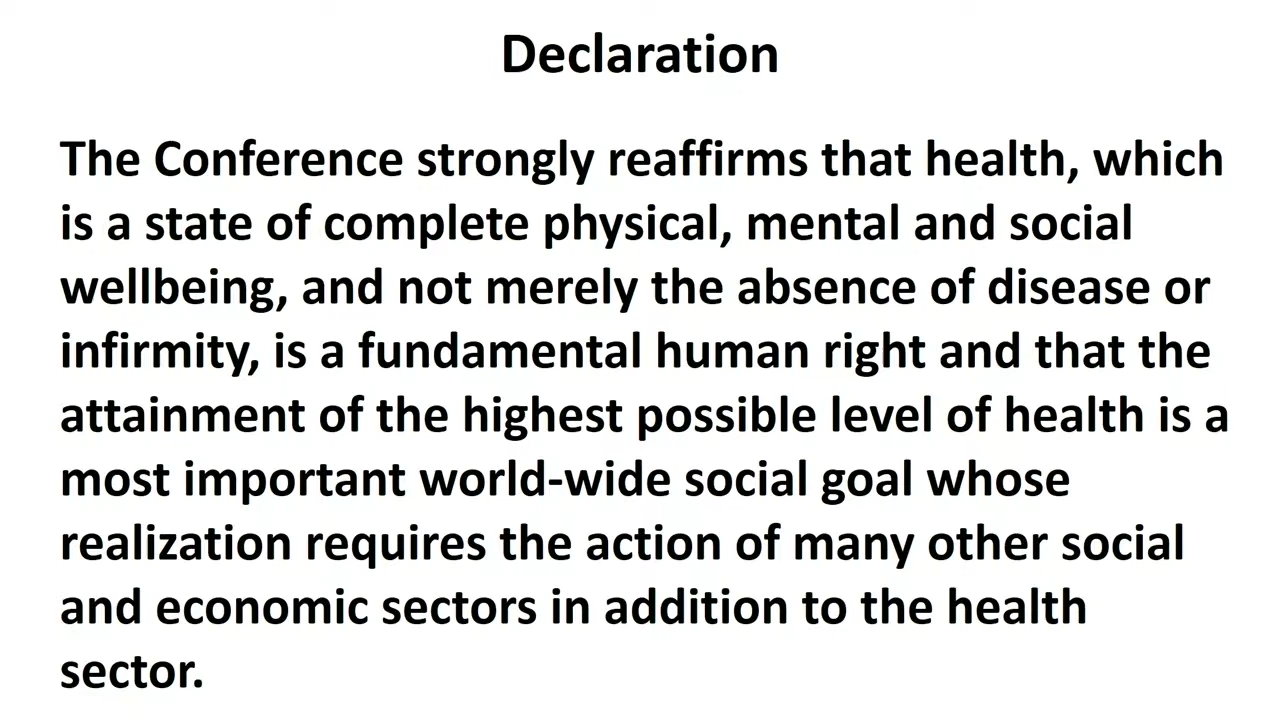 Declaration
The Conference strongly reaffirms that health, which
is a state of complete physical, mental and social
wellbeing, and not merely the absence of disease or
infirmity, is a fundamental human right and that the
attainment of the highest possible level of health is a
most important world-wide social goal whose
realization requires the action of many other social
and economic sectors in addition to the health
sector.